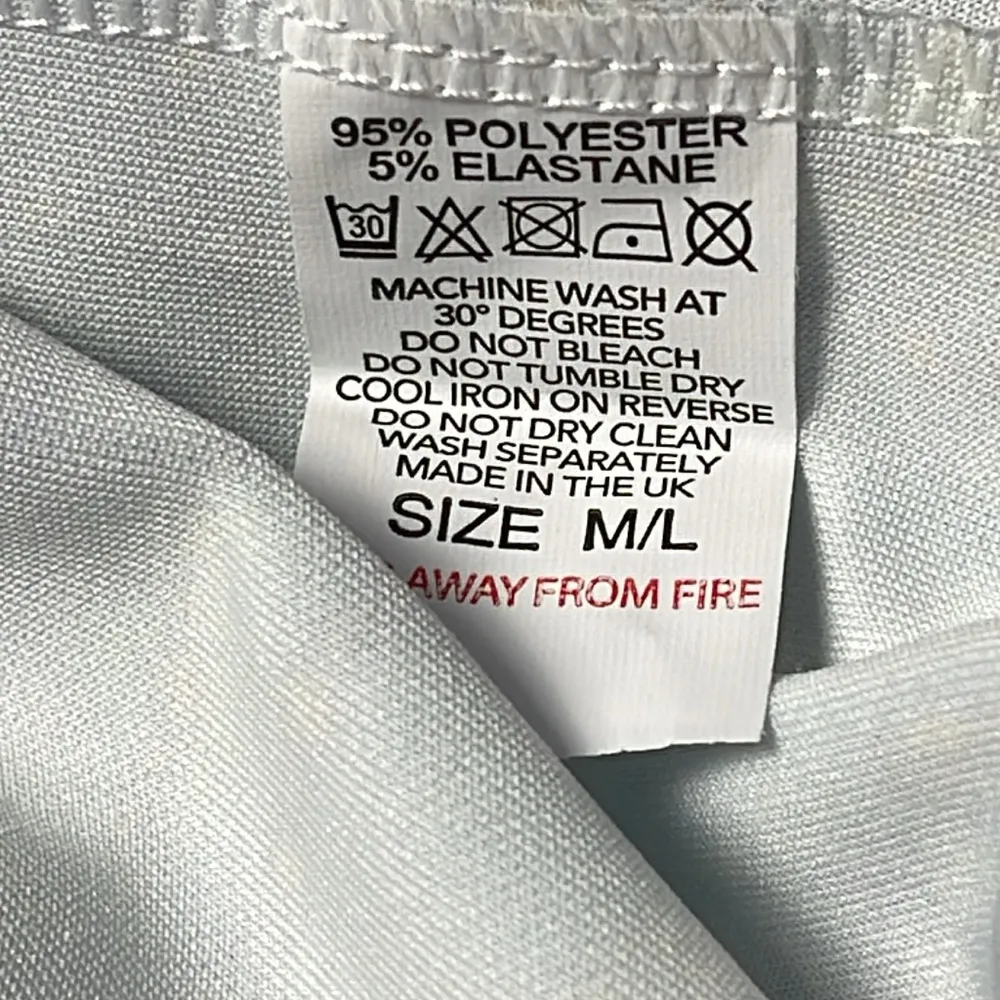 95% POLYESTER
5% ELASTANE
30
MACHINE WASH AT
30° DEGREES
DO NOT BLEACH
DO NOT TUMBLE DRY
COOL IRON ON REVERSE
DO NOT DRY CLEAN
WASH SEPARATELY
MADE IN THE UK
SIZE M/L
AWAY FROM FIRE